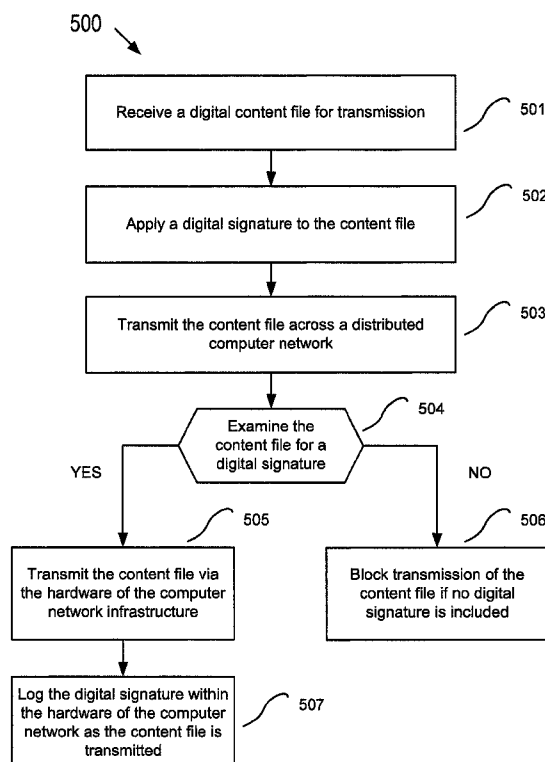 500
Receive a digital content file for transmission
501
Apply a digital signature to the content file
502
Transmit the content file across a distributed
computer network
503
Examine the
content file for
a digital signature
504
YES
NO
505
506
Transmit the content file via
the hardware of the computer
network infrastructure
Block transmission of the
content file if no digital
signature is included
Log the digital signature within
the hardware of the computer
network as the content file is
transmitted
507